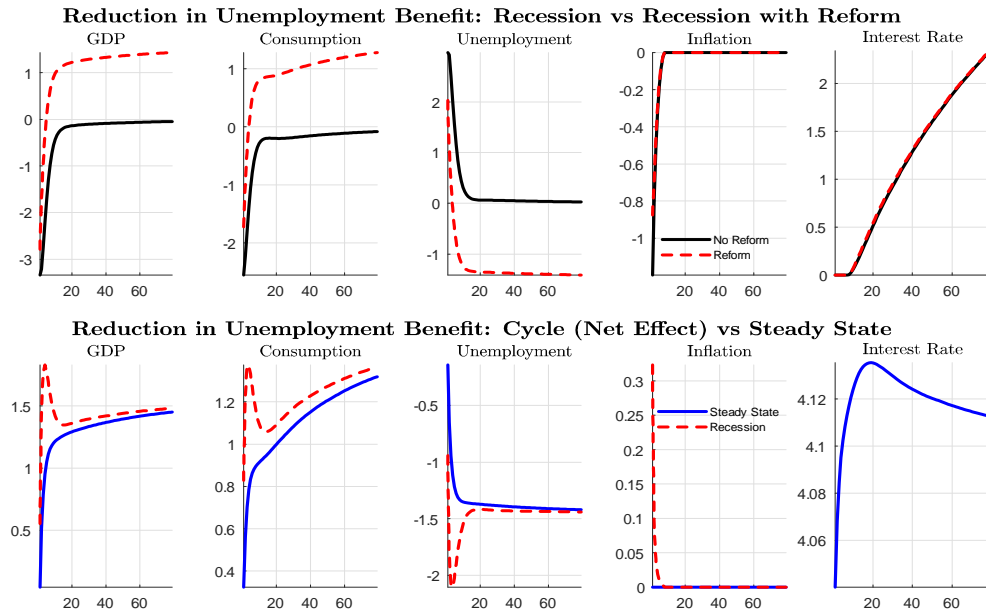 Reduction in Unemployment Benefit: Recession vs Recession with Reform
GDP
Consumption
Unemployment
Inflation
Interest Rate
1
0
-1
-2
-3
20 40 60
1
0
-1
-2
20 40 60
2
1
0
-1
20 40 60
0
-0.2
-0.4
-0.6
-0.8
-1
No Reform
Reform
20 40 60
2
1.5
1
0.5
0
20 40 60
Reduction in Unemployment Benefit: Cycle (Net Effect) vs Steady State
GDP
Consumption
Unemployment
Inflation
Interest Rate
1.5
1
0.5
20 40 60
1.2
1
0.8
0.6
0.4
20 40 60
-0.5
-1
-1.5
-2
20 40 60
0.3
0.25
0.2
0.15
0.1
0.05
0
Steady State
Recession
20 40 60
4.12
4.1
4.08
4.06
20 40 60